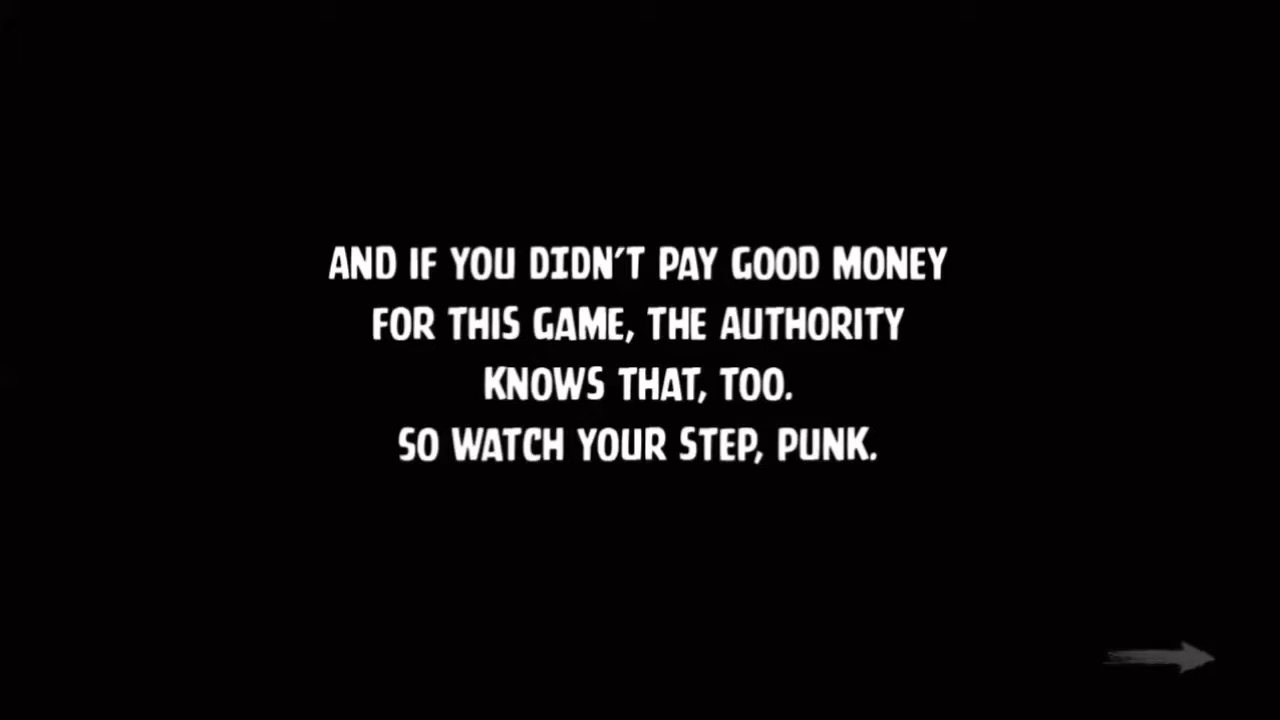 AND IF YOU DIDN'T PAY GOOD MONEY
FOR THIS GAME, THE AUTHORITY
KNOWS THAT, TOO.
SO WATCH YOUR STEP, PUNK.